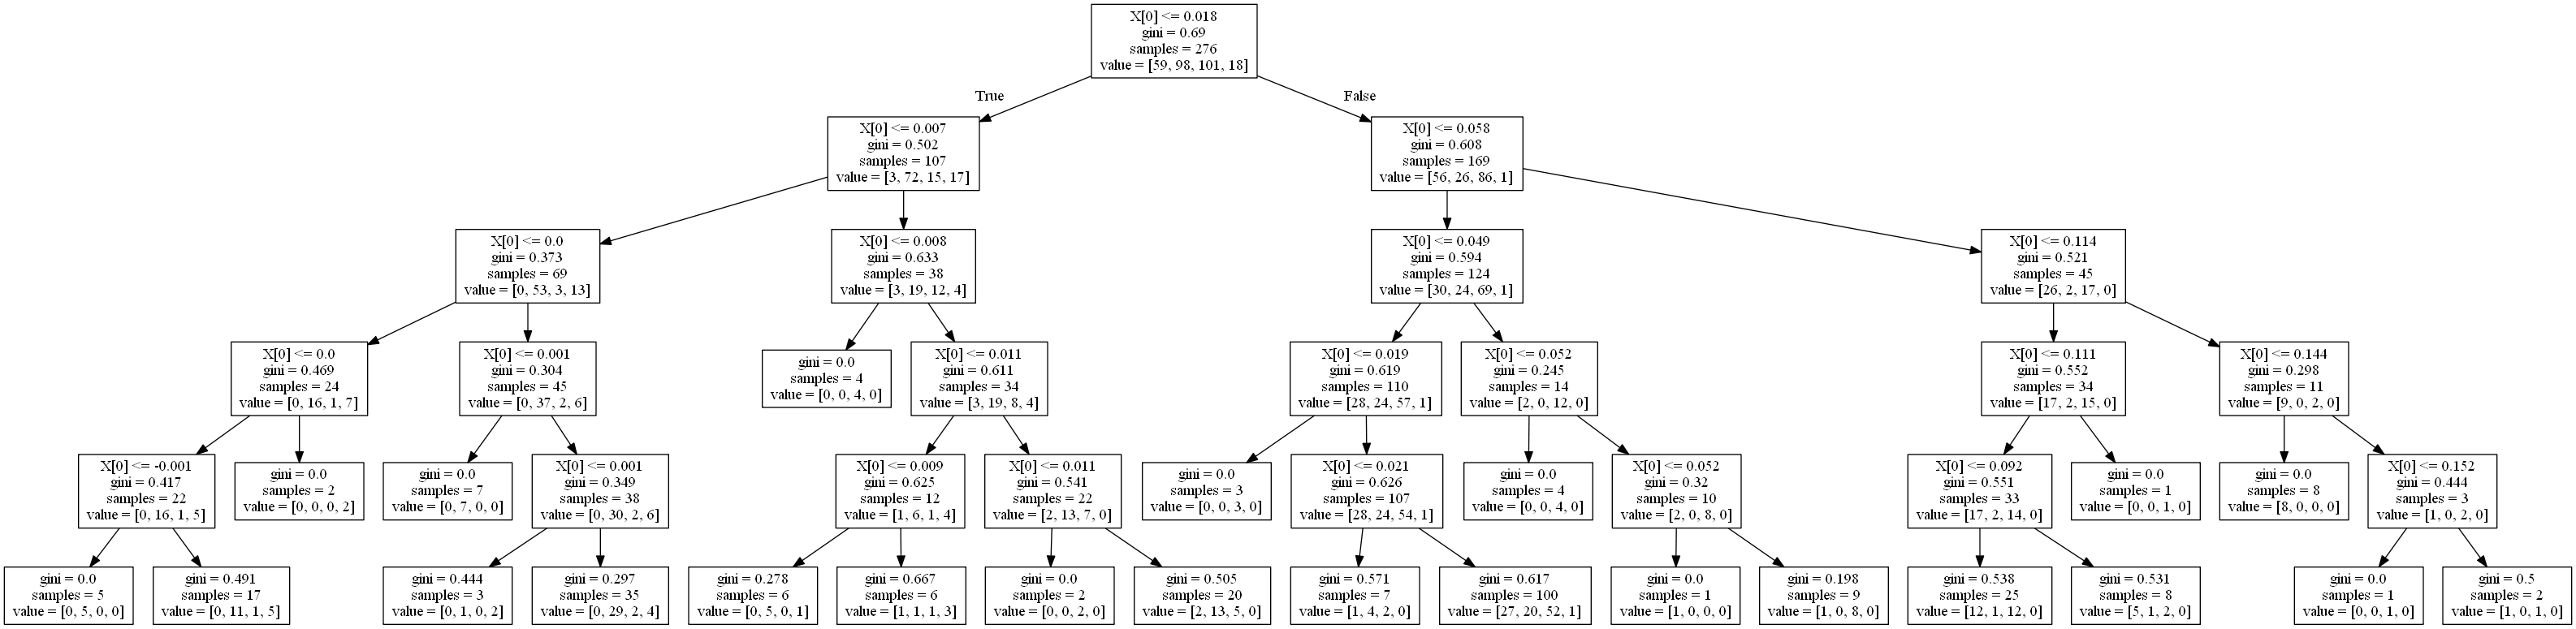 X[0] <= 0.018
gini = 0.69
samples = 276
value = [59, 98, 101, 18]
True
False
X[0] <= 0.007
gini = 0.502
samples = 107
value = [3, 72, 15, 17]
X[0] <= 0.058
gini = 0.608
samples = 169
value = [56, 26, 86, 1]
X[0] <= 0.0
gini = 0.373
samples = 69
value = [0, 53, 3, 13]
X[0] <= 0.008
gini = 0.633
samples = 38
value = [3, 19, 12, 4]
X[0] <= 0.049
gini = 0.594
samples = 124
value = [30, 24, 69, 1]
X[0] <= 0.114
gini = 0.521
samples = 45
value = [26, 2, 17, 0]
X[0] <= 0.0
gini = 0.469
samples = 24
value = [0, 16, 1, 7]
X[0] <= 0.001
gini = 0.304
samples = 45
value = [0, 37, 2, 6]
gini = 0.0
samples = 4
value = [0, 0, 4, 0]
X[0] <= 0.011
gini = 0.611
samples = 34
value = [3, 19, 8, 4]
X[0] <= 0.019
gini = 0.619
samples = 110
value = [28, 24, 57, 1]
X[0] <= 0.052
gini = 0.245
samples = 14
value = [2, 0, 12, 0]
X[0] <= 0.111
gini = 0.552
samples = 34
value = [17, 2, 15, 0]
X[0] <= 0.144
gini = 0.298
samples = 11
value = [9, 0, 2, 0]
X[0] <= -0.001
gini = 0.417
samples = 22
value = [0, 16, 1, 5]
gini = 0.0
samples = 2
value = [0, 0, 0, 2]
gini = 0.0
samples = 7
value = [0, 7, 0, 0]
X[0] <= 0.001
gini = 0.349
samples = 38
value = [0, 30, 2, 6]
X[0] <= 0.009
gini = 0.625
samples = 12
value = [1, 6, 1, 4]
X[0] <= 0.011
gini = 0.541
samples = 22
value = [2, 13, 7, 0]
gini = 0.0
samples = 3
value = [0, 0, 3, 0]
X[0] <= 0.021
gini = 0.626
samples = 107
value = [28, 24, 54, 1]
gini = 0.0
samples = 4
value = [0, 0, 4, 0]
X[0] <= 0.052
gini = 0.32
samples = 10
value = [2, 0, 8, 0]
X[0] <= 0.092
gini = 0.551
samples = 33
value = [17, 2, 14, 0]
gini = 0.0
samples = 1
value = [0, 0, 1, 0]
gini = 0.0
samples = 8
value = [8, 0, 0, 0]
X[0] <= 0.152
gini = 0.444
samples = 3
value = [1, 0, 2, 0]
gini = 0.0
samples = 5
value = [0, 5, 0, 0]
gini = 0.491
samples = 17
value = [0, 11, 1, 5]
gini = 0.444
samples = 3
value = [0, 1, 0, 2]
gini = 0.297
samples = 35
value = [0, 29, 2, 4]
gini = 0.278
samples = 6
value = [0, 5, 0, 1]
gini = 0.667
samples = 6
value = [1, 1, 1, 3]
gini = 0.0
samples = 2
value = [0, 0, 2, 0]
gini = 0.505
samples = 20
value = [2, 13, 5, 0]
gini = 0.571
samples = 7
value = [1, 4, 2, 0]
gini = 0.617
samples = 100
value = [27, 20, 52, 1]
gini = 0.0
samples = 1
value = [1, 0, 0, 0]
gini = 0.198
samples = 9
value = [1, 0, 8, 0]
gini = 0.538
samples = 25
value = [12, 1, 12, 0]
gini = 0.531
samples = 8
value = [5, 1, 2, 0]
gini = 0.0
samples = 1
value = [0, 0, 1, 0]
gini = 0.5
samples = 2
value = [1, 0, 1, 0]